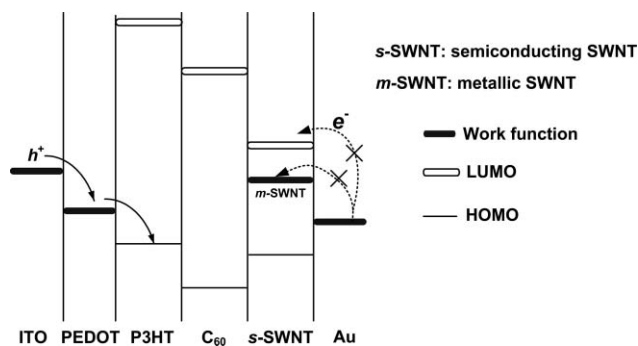 s-SWNT: semiconducting SWNT
m-SWNT: metallic SWNT
e⁻
Work function
h⁺
LUMO
m-SWNT
HOMO
ITO PEDOT P3HT C₆₀ s-SWNT Au